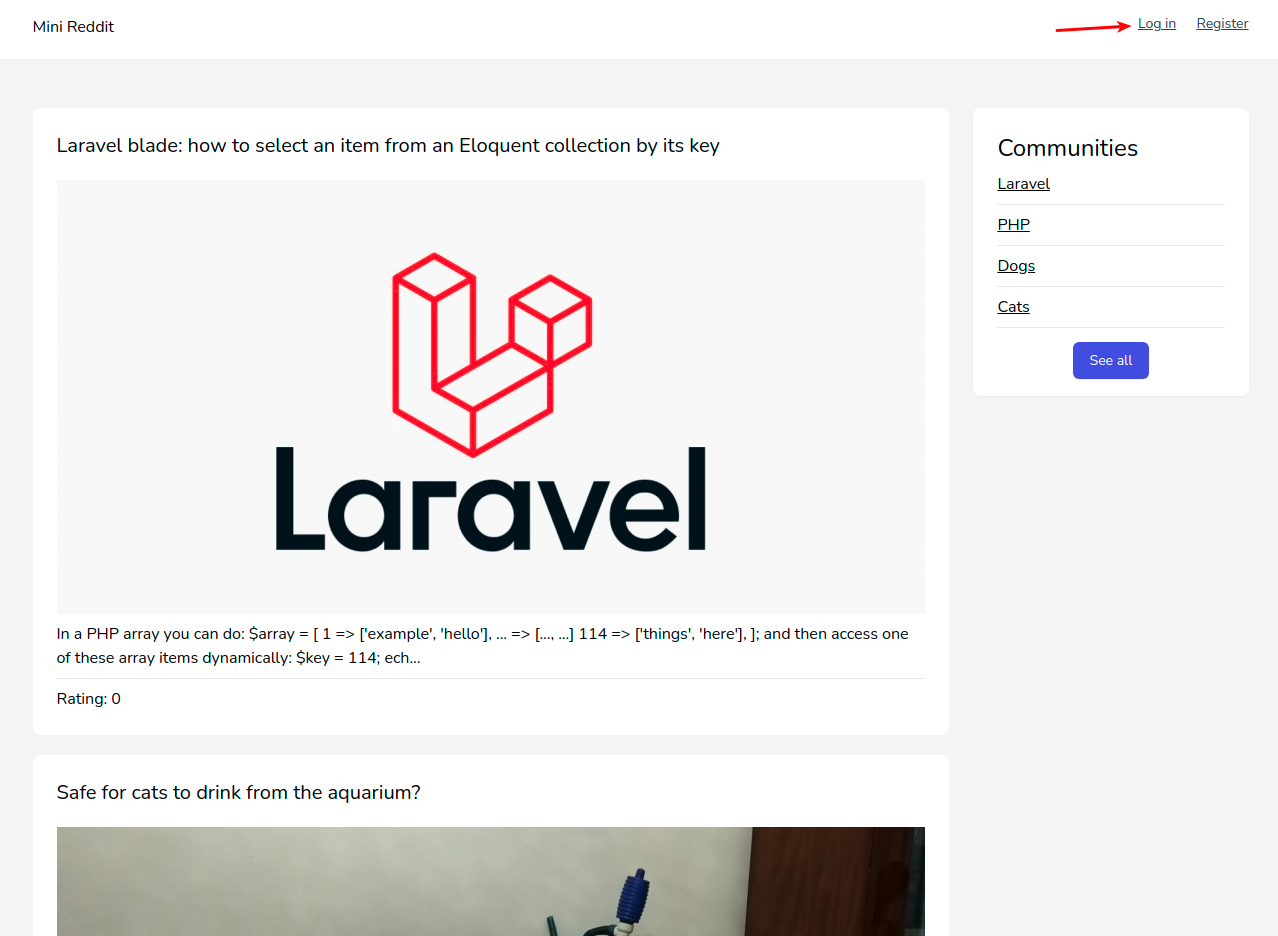 Mini Reddit
Log in
Register
Laravel blade: how to select an item from an Eloquent collection by its key
Laravel
In a PHP array you can do: $array = [ 1 => ['example', 'hello'], ... => [..., ...] 114 => ['things', 'here'], ]; and then access one
of these array items dynamically: $key = 114; ech...
Rating: 0
Safe for cats to drink from the aquarium?
Communities
Laravel
PHP
Dogs
Cats
See all